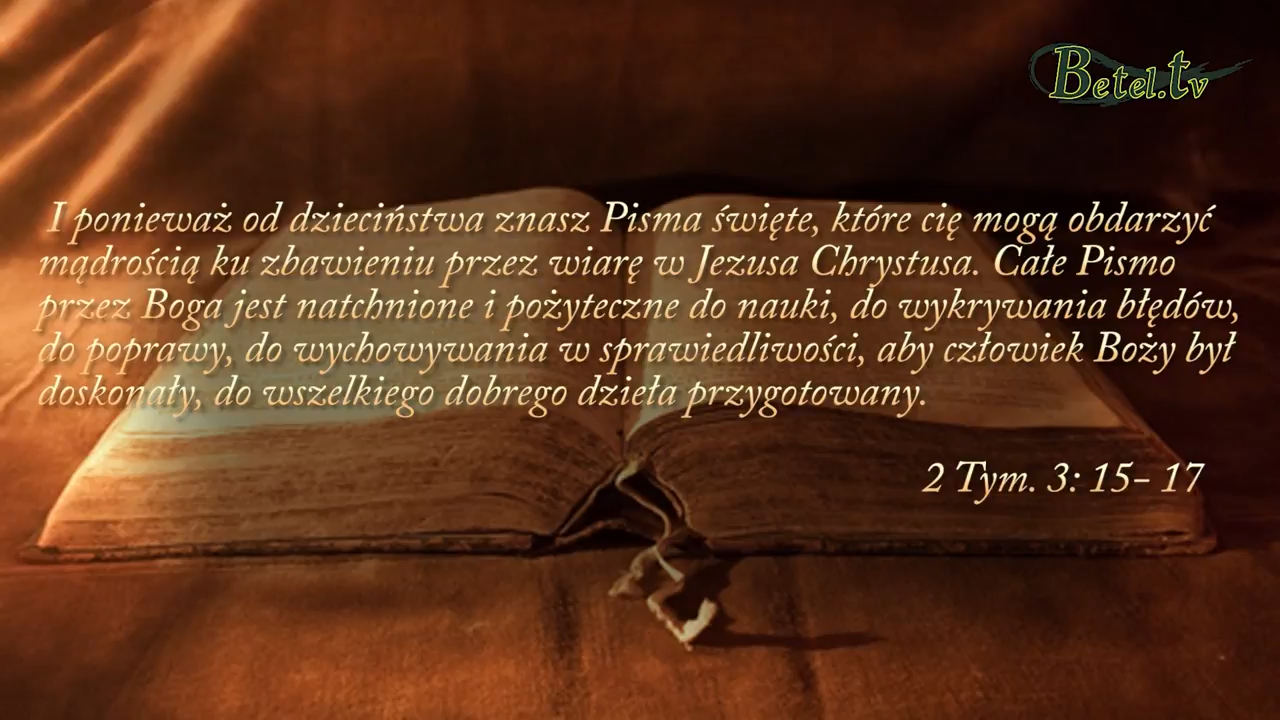 Betel.tv
I ponieważ od dzieciństwa znasz Pisma święte, które cię mogą obdarzyć
mądrością ku zbawieniu przez wiarę w Jezusa Chrystusa. Całe Pismo
przez Boga jest natchnione i pożyteczne do nauki, do wykrywania błędów,
do poprawy, do wychowywania w sprawiedliwości, aby człowiek Boży był
doskonały, do wszelkiego dobrego dzieła przygotowany.
2 Tym. 3: 15- 17